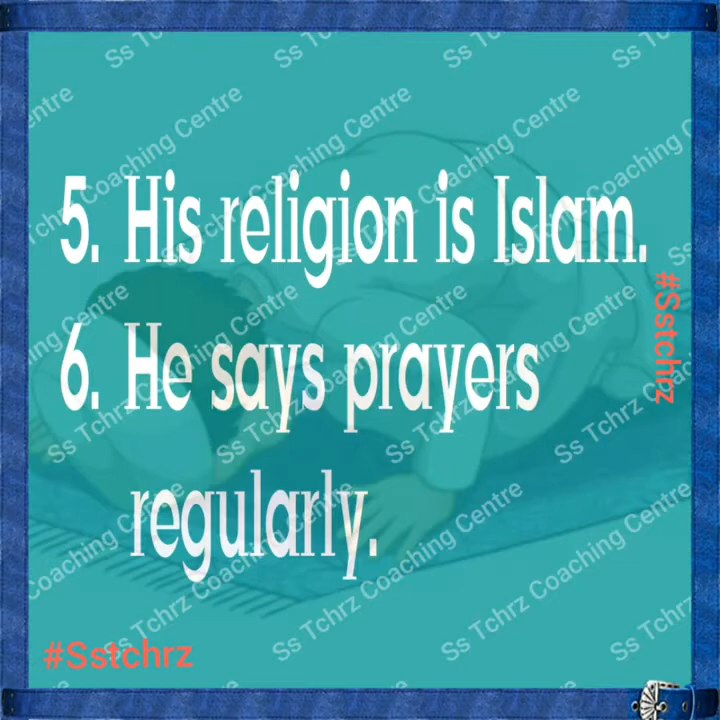 5. His religion is Islam.
6. He says prayers
regularly.
#Sstchrz
#Sstchrz
Ss Tchrz Coaching Centre